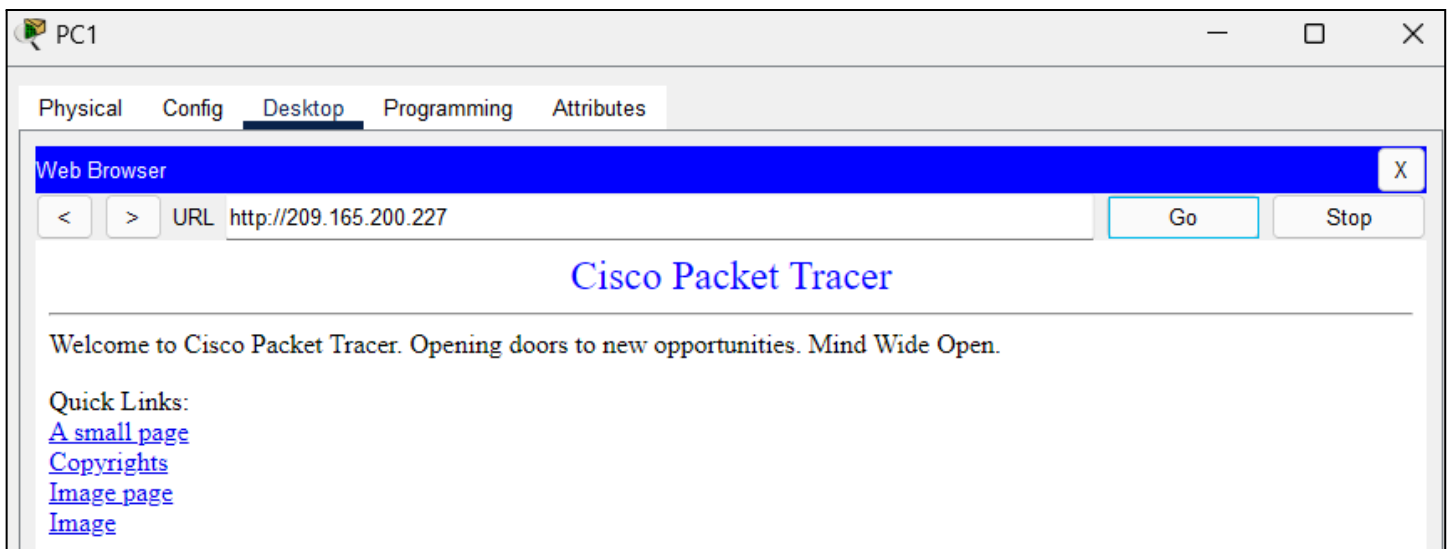 PC1
Physical Config Desktop Programming Attributes
Web Browser X
< > URL http://209.165.200.227 Go Stop
Cisco Packet Tracer
Welcome to Cisco Packet Tracer. Opening doors to new opportunities. Mind Wide Open.
Quick Links:
A small page
Copyrights
Image page
Image